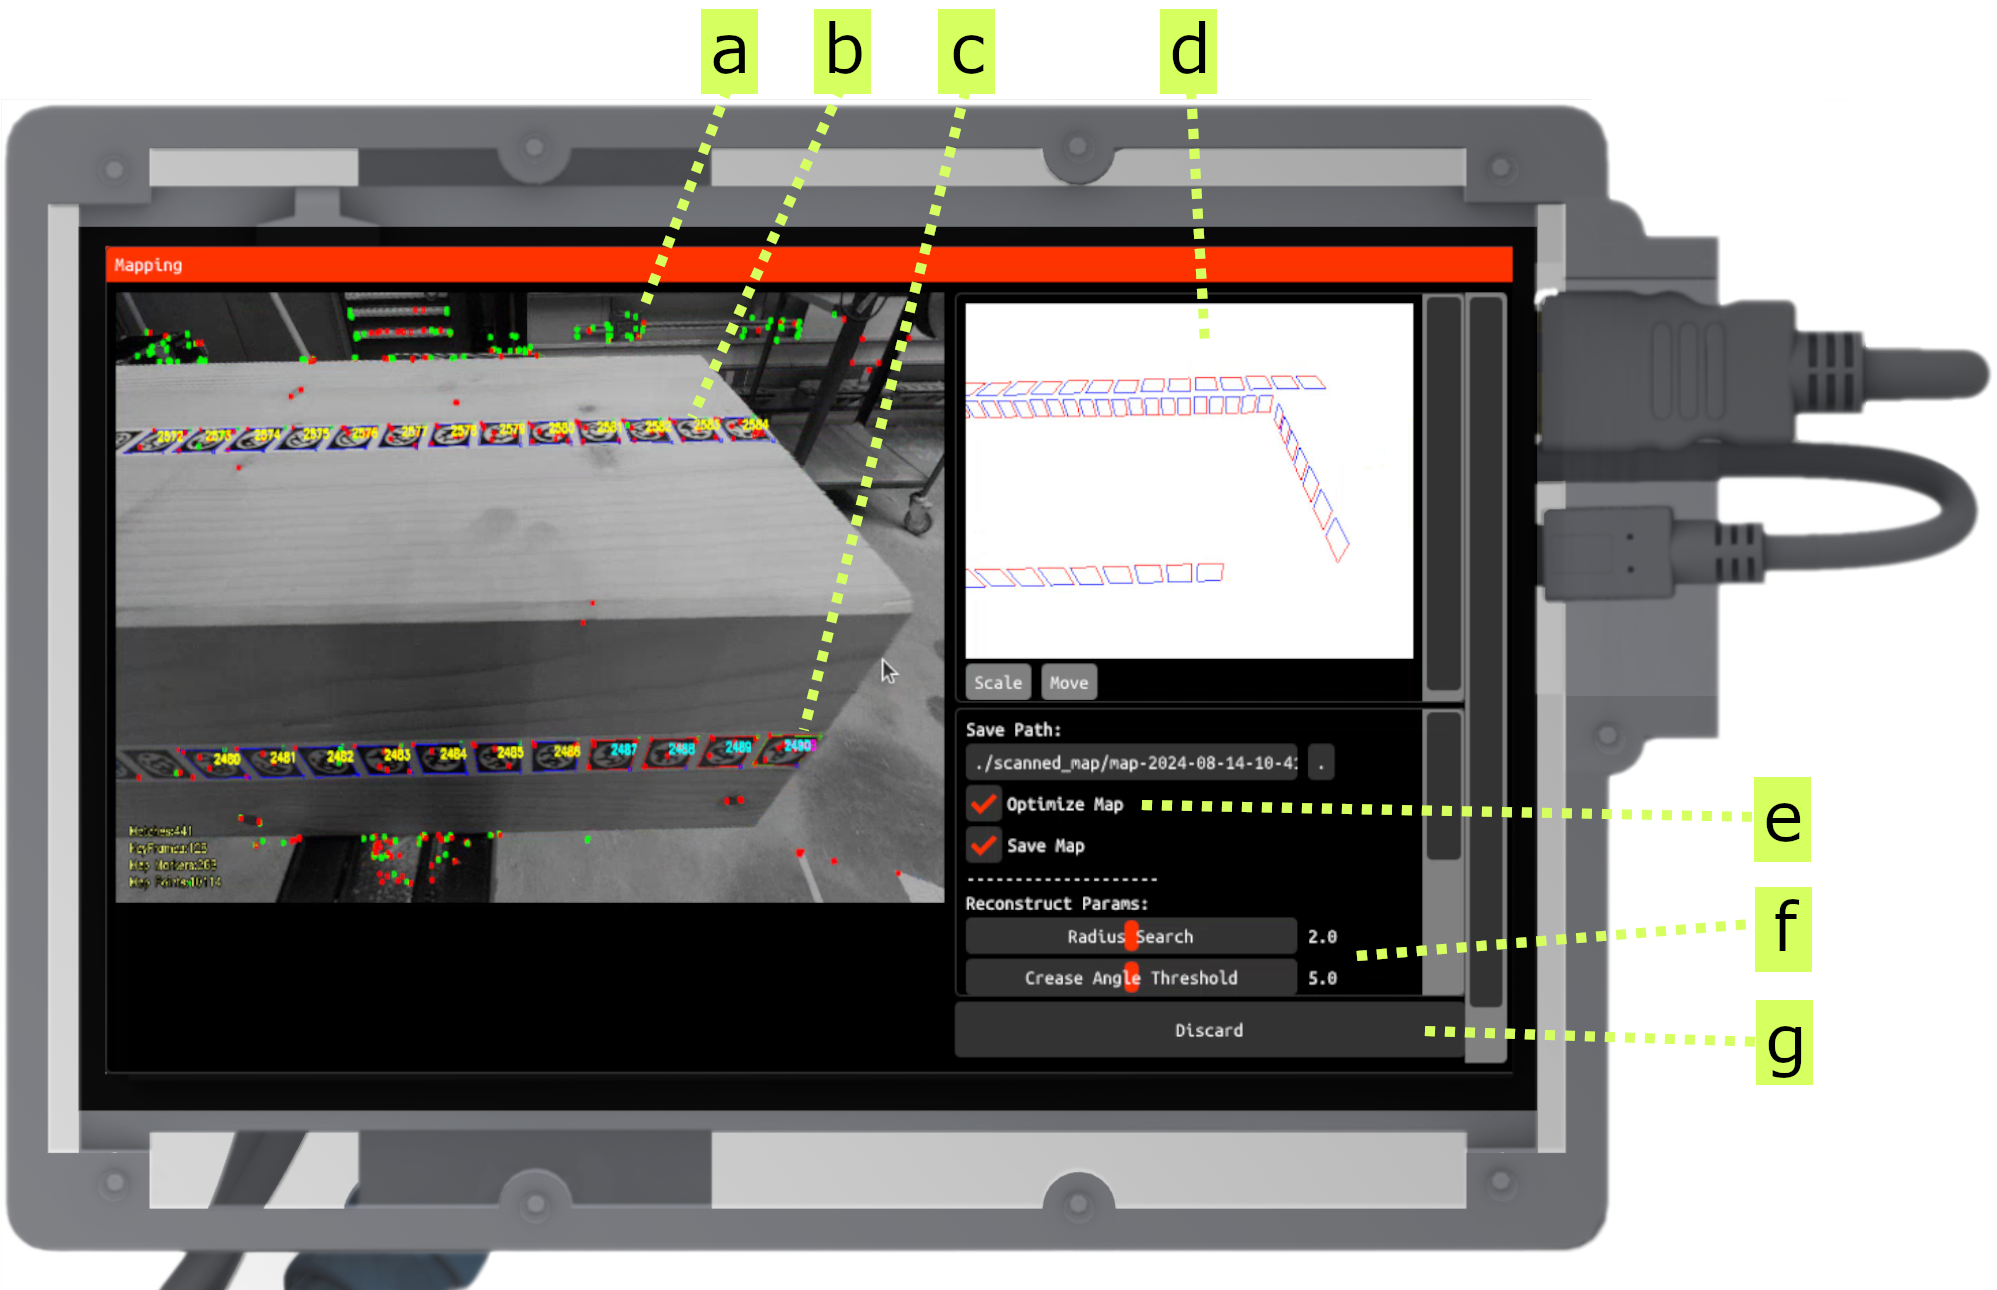 a b c d
Mapping
2572 2573 2574 2575 2576 2577 2578 2579 2580 2581 2582 2583 2584
2480 2481 2482 2483 2484 2485 2486 2487 2488 2489 2490
Matches:441
KeyFrames:125
Map Markers:263
Map Points:10114
Scale Move
Save Path:
./scanned_map/map-2024-08-14-10-41 .
Optimize Map
e
Save Map
--------------------
Reconstruct Params:
f
Radius Search 2.0
Crease Angle Threshold 5.0
Discard
g